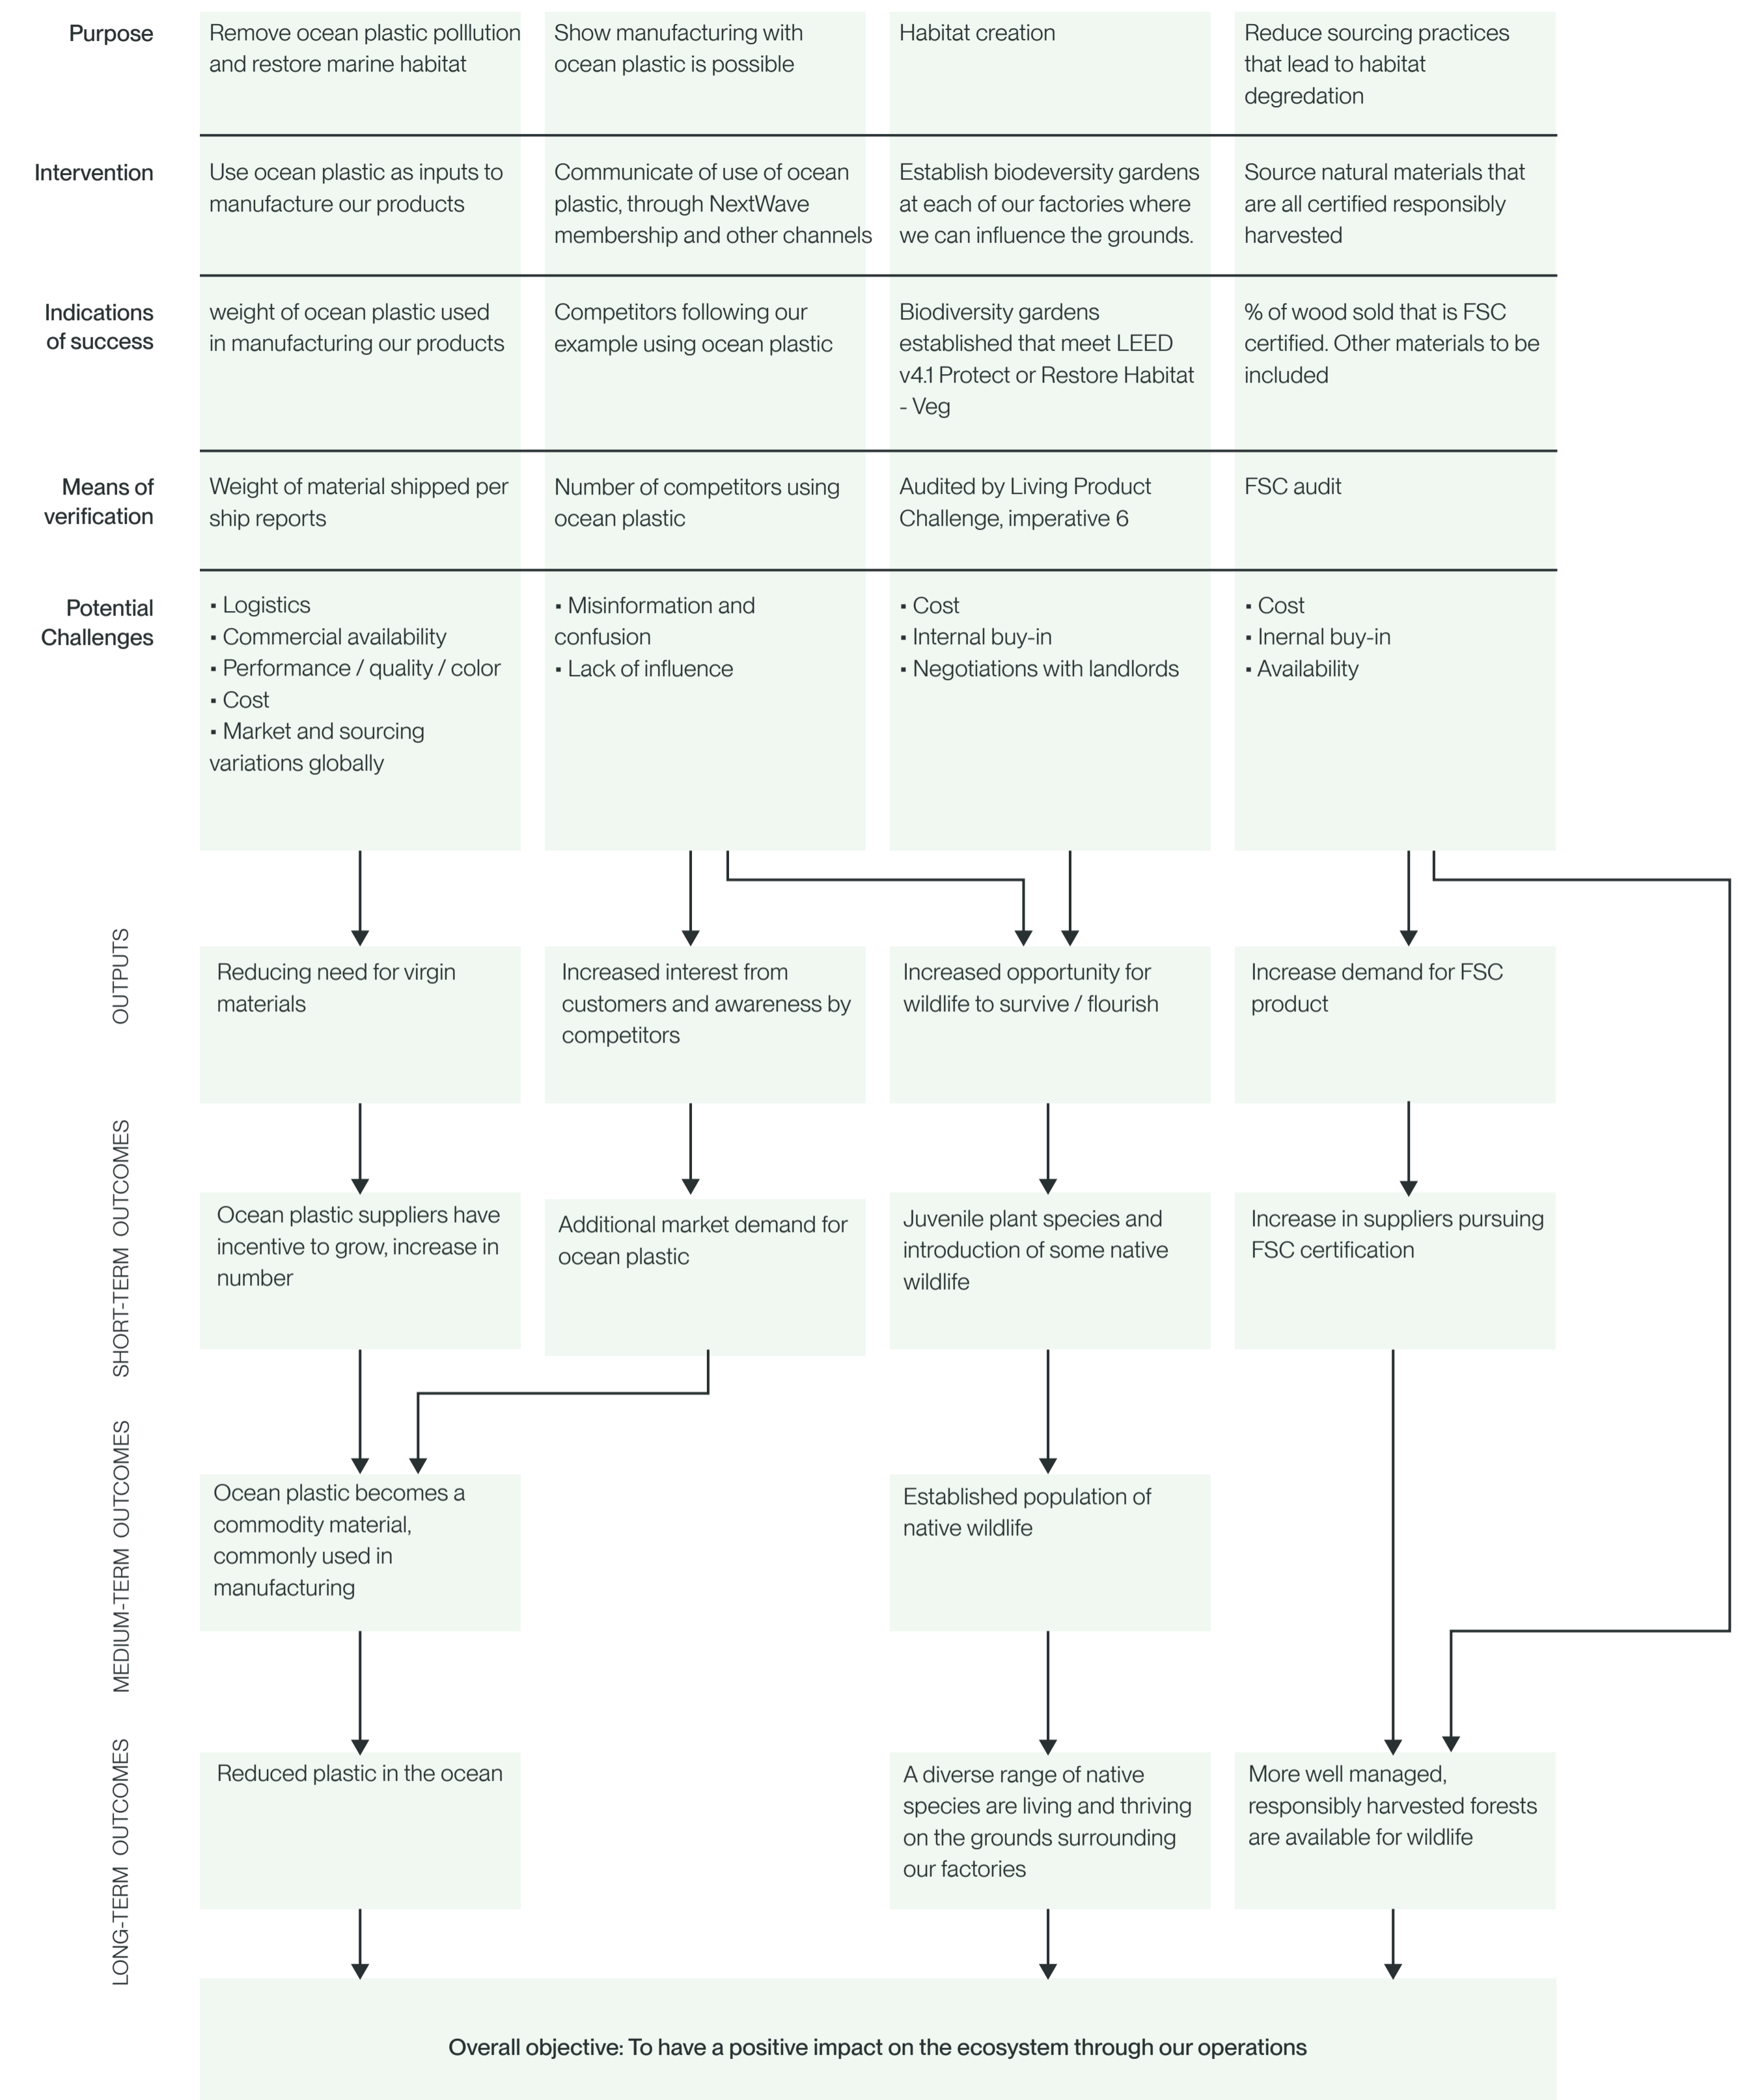 Purpose
Remove ocean plastic polllution
and restore marine habitat
Show manufacturing with
ocean plastic is possible
Habitat creation
Reduce sourcing practices
that lead to habitat
degredation
Intervention
Use ocean plastic as inputs to
manufacture our products
Communicate of use of ocean
plastic, through NextWave
membership and other channels
Establish biodeversity gardens
at each of our factories where
we can influence the grounds.
Source natural materials that
are all certified responsibly
harvested
Indications
of success
weight of ocean plastic used
in manufacturing our products
Competitors following our
example using ocean plastic
Biodiversity gardens
established that meet LEED
v4.1 Protect or Restore Habitat
- Veg
% of wood sold that is FSC
certified. Other materials to be
included
Means of
verification
Weight of material shipped per
ship reports
Number of competitors using
ocean plastic
Audited by Living Product
Challenge, imperative 6
FSC audit
Potential
Challenges
▪ Logistics
▪ Commercial availability
▪ Performance / quality / color
▪ Cost
▪ Market and sourcing
variations globally
▪ Misinformation and
confusion
▪ Lack of influence
▪ Cost
▪ Internal buy-in
▪ Negotiations with landlords
▪ Cost
▪ Inernal buy-in
▪ Availability
OUTPUTS
Reducing need for virgin
materials
Increased interest from
customers and awareness by
competitors
Increased opportunity for
wildlife to survive / flourish
Increase demand for FSC
product
SHORT-TERM OUTCOMES
Ocean plastic suppliers have
incentive to grow, increase in
number
Additional market demand for
ocean plastic
Juvenile plant species and
introduction of some native
wildlife
Increase in suppliers pursuing
FSC certification
MEDIUM-TERM OUTCOMES
Ocean plastic becomes a
commodity material,
commonly used in
manufacturing
Established population of
native wildlife
LONG-TERM OUTCOMES
Reduced plastic in the ocean
A diverse range of native
species are living and thriving
on the grounds surrounding
our factories
More well managed,
responsibly harvested forests
are available for wildlife
Overall objective: To have a positive impact on the ecosystem through our operations